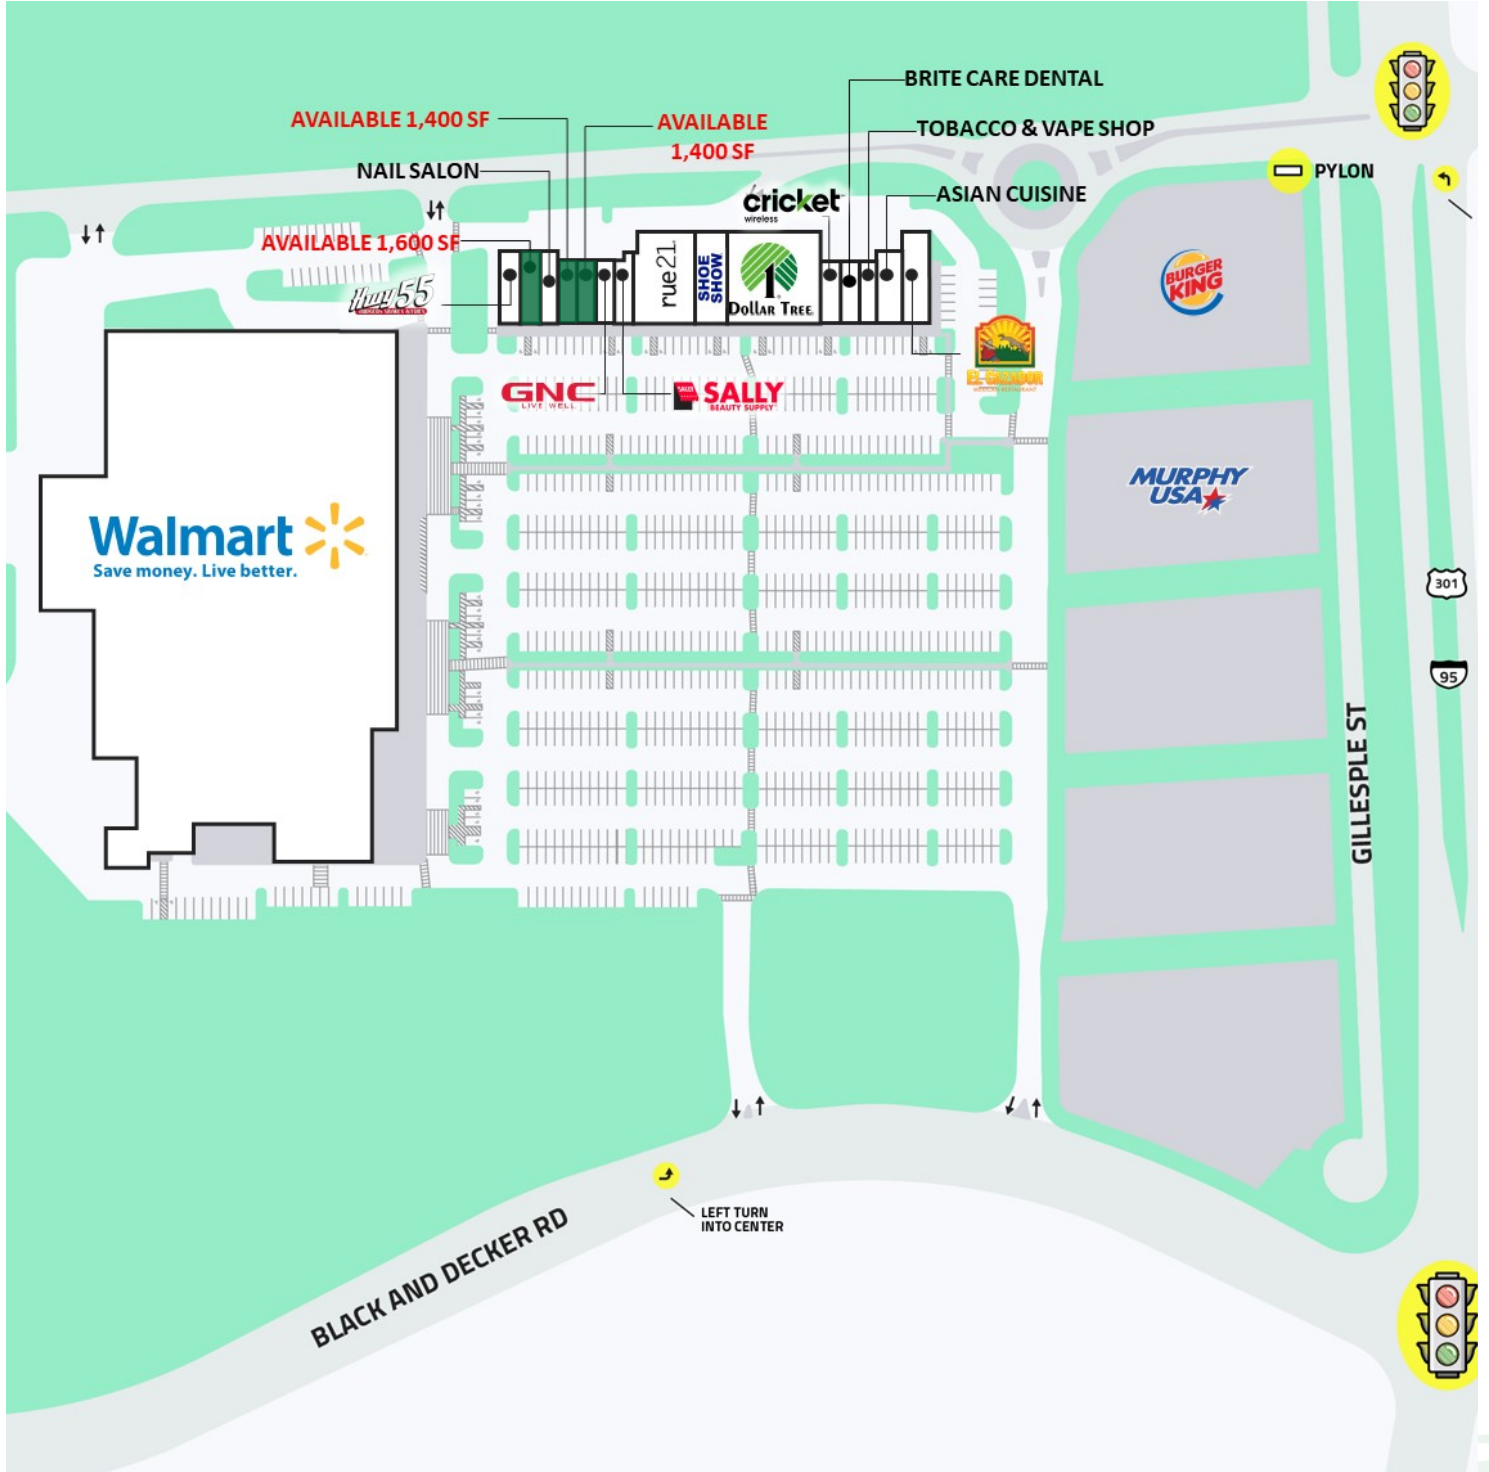 BRITE CARE DENTAL
AVAILABLE 1,400 SF
AVAILABLE
1,400 SF
TOBACCO & VAPE SHOP
NAIL SALON
PYLON
cricket
wireless
ASIAN CUISINE
AVAILABLE 1,600 SF
Hwy 55
rue21
SHOE
SHOW
DOLLAR TREE
1
BURGER
KING
GNC
LIVE WELL
SALLY
BEAUTY SUPPLY
MURPHY
USA
Walmart
Save money. Live better.
301
95
GILLESPLE ST
LEFT TURN
INTO CENTER
BLACK AND DECKER RD